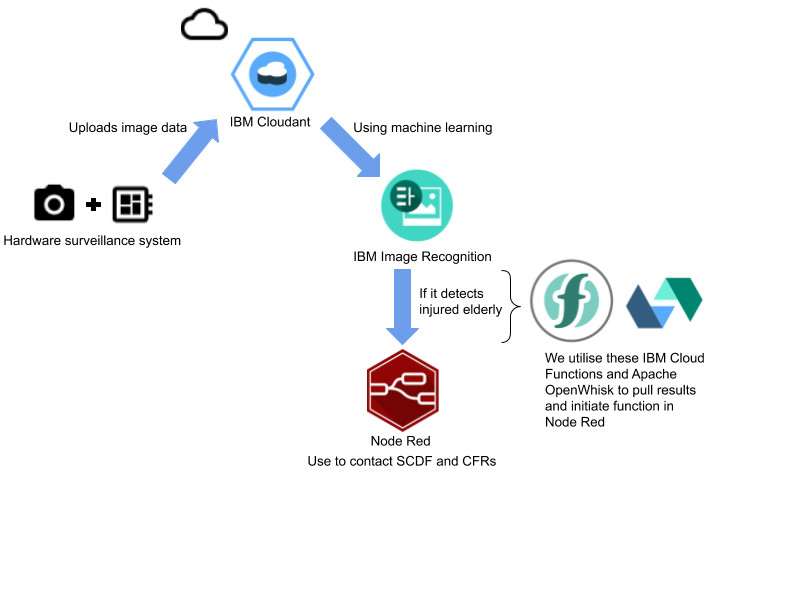 IBM Cloudant
Uploads image data
Using machine learning
Hardware surveillance system
IBM Image Recognition
If it detects
injured elderly
We utilise these IBM Cloud
Functions and Apache
OpenWhisk to pull results
and initiate function in
Node Red
Node Red
Use to contact SCDF and CFRs